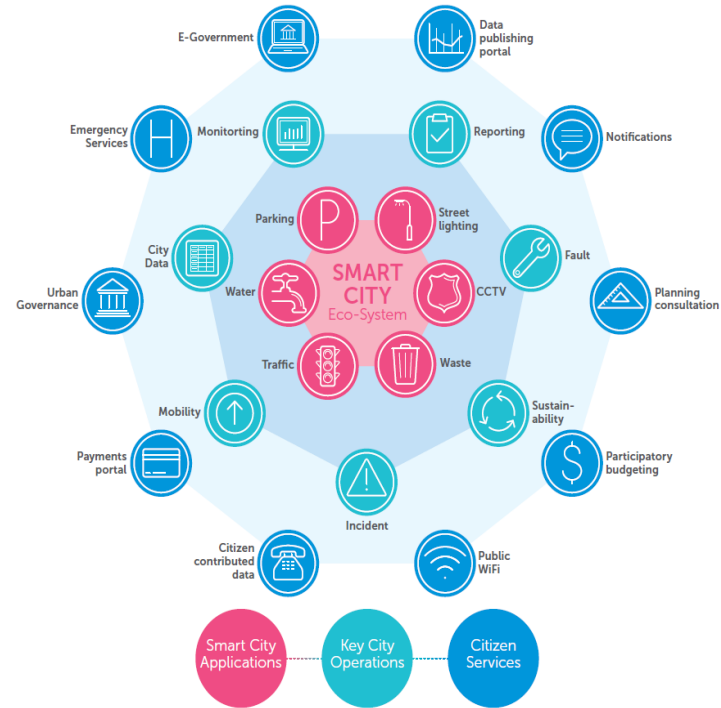 E-Government
Data
publishing
portal
Emergency
Services
Monitorting
Reporting
Notifications
Parking
Street
lighting
City
Data
Fault
SMART
CITY
Eco-System
Water
CCTV
Urban
Governance
Planning
consultation
Traffic
Waste
Mobility
Sustain-
ability
Payments
portal
Participatory
budgeting
Incident
Citizen
contributed
data
Public
WiFi
Smart City
Applications
Key City
Operations
Citizen
Services